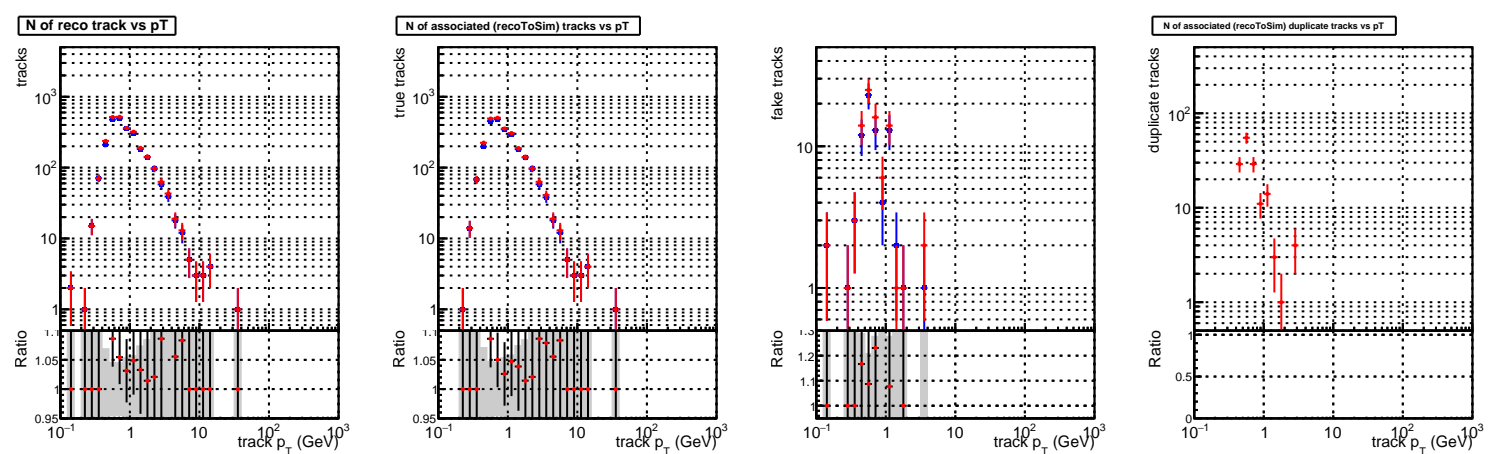 N of reco track vs pT
tracks
10³
10²
10
1
Ratio
1.1
1.05
1
0.95
10⁻¹ 1 10 10² 10³
track p_T (GeV)
N of associated (recoToSim) tracks vs pT
true tracks
10³
10²
10
1
Ratio
1.1
1.05
1
0.95
10⁻¹ 1 10 10² 10³
track p_T (GeV)
fake tracks
10
1
Ratio
1.3
1.2
1.1
1
10⁻¹ 1 10 10² 10³
track p_T (GeV)
N of associated (recoToSim) duplicate tracks vs pT
duplicate tracks
10²
10
1
Ratio
1
0.5
0
10⁻¹ 1 10 10² 10³
track p_T (GeV)